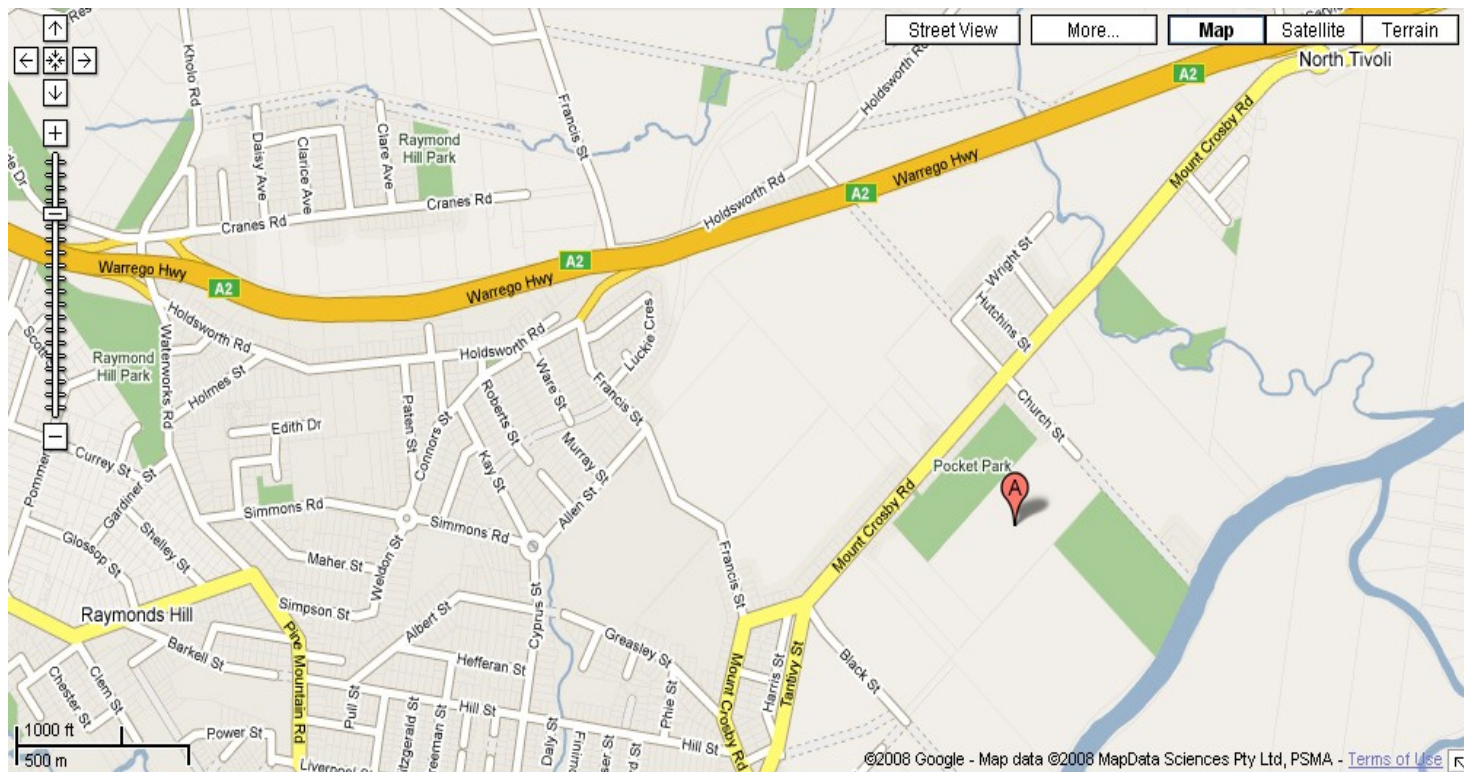 Street View
More...
Map
Satellite
Terrain
North Tivoli
A2
Kholo Rd
Francis St
Holdsworth Rd
Daisy Ave
Clarice Ave
Clare Ave
Raymond
Hill Park
Warrego Hwy
Mount Crosby Rd
A2
Cranes Rd
Cranes Rd
Holdsworth Rd
Warrego Hwy
A2
Warrego Hwy
A2
Wright St
Hutchins St
Holdsworth Rd
Waterworks Rd
Raymond
Hill Park
Holmes St
Holdsworth Rd
Luckie Cres
Ware St
Francis St
Paten St
Roberts St
Connors St
Edith Dr
Murray St
Kay St
Church St
Currey St
Gardiner St
Pocket Park
A
Simmons Rd
Simmons Rd
Allen St
Mount Crosby Rd
Shelley St
Glossop St
Maher St
Weldon St
Francis St
Simpson St
Raymonds Hill
Albert St
Cyprus St
Greasley St
Barkell St
Pine Mountain Rd
Hefferan St
Black St
Harris St
Tantivy St
Mount Crosby Rd
Chester St
Clem St
Pull St
Hill St
Phie St
Hill St
Daly St
Power St
1000 ft
500 m
©2008 Google - Map data ©2008 MapData Sciences Pty Ltd, PSMA - Terms of Use